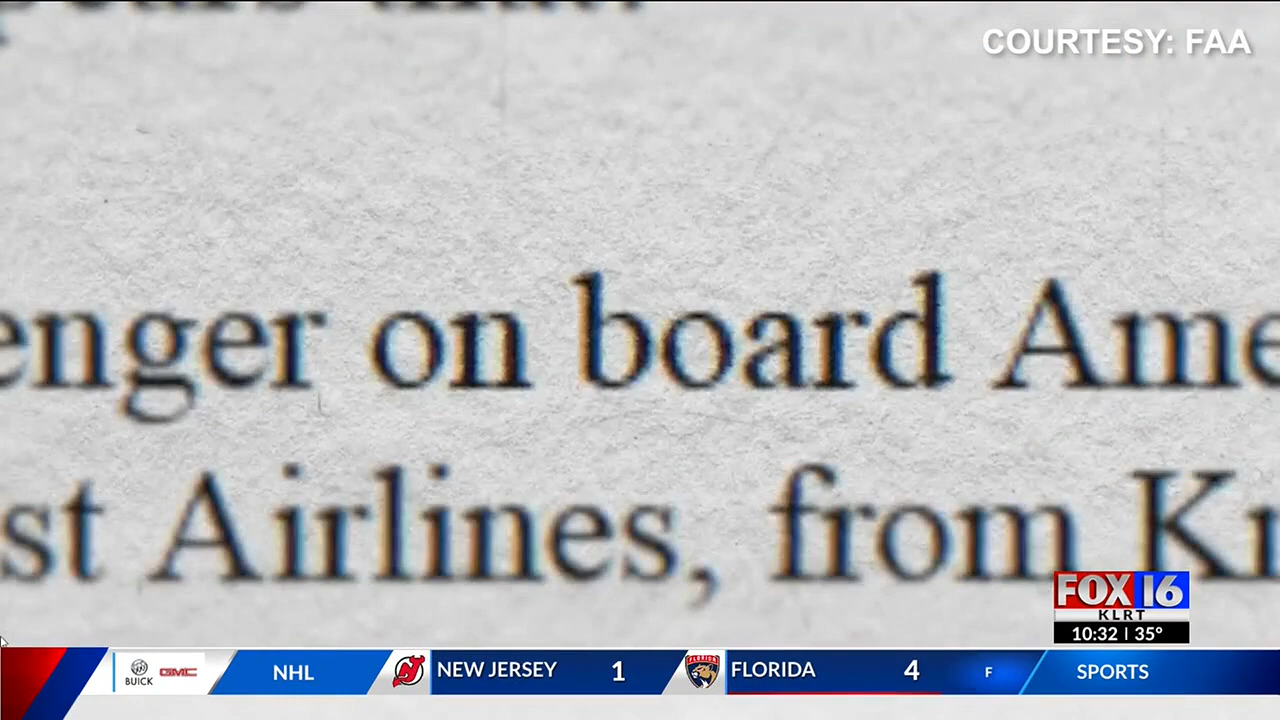 COURTESY: FAA
enger on board Ame
st Airlines, from K
FOX 16
KLRT
10:32 | 35°
BUICK GMC NHL NEW JERSEY 1 FLORIDA 4 F SPORTS